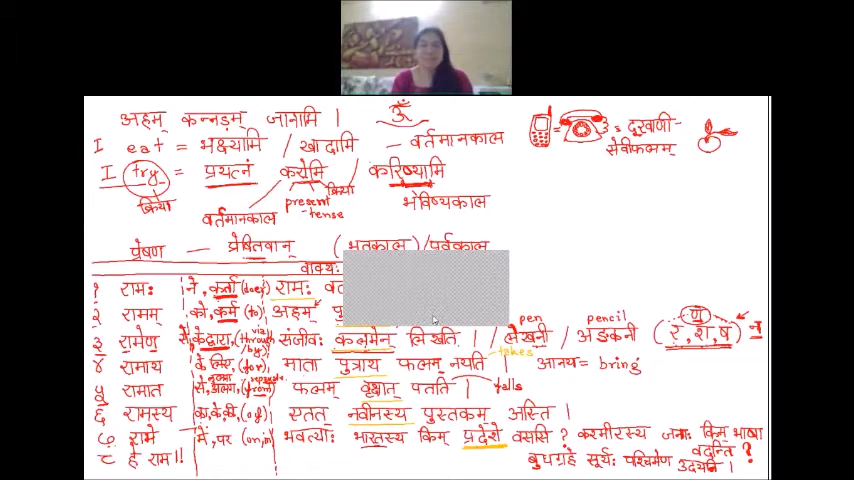 अहम् कन्नडम् जानामि । ॐ
I eat = भक्ष्यामि / खादामि - वर्तमानकाल
= दूरवाणी-
सेवीफलम्
I try = प्रयत्नं करोमि करिष्यामि
क्रिया क्रिया
वर्तमानकाल present tense भविष्यकाल
प्रेषण - प्रेषितवान् (भूतकाल)/पूर्वकाल
वाक्य:
१ रामः ने, कर्ता (doer) रामः
२ रामम् को, कर्म (to) अहम्
३ रामेण से, केद्वारा, (via/through/by) संजीवः कलमेन लिखति । / लेखनी pen / अङकनी pencil (र, श, ष) ण् न्
४ रामाय के लिए, (for) माता पुत्राय फलम् नयति । takes आनय = bring
५ रामात से, अलग, (from) separate फलम् वृक्षात् पतति । falls
६ रामस्य का, के, की, (of) एतत् नवीनस्य पुस्तकम् अस्ति ।
७ रामे में, पर (on, in) भवत्याः भारतस्य किम् प्रदेशे वससि ? कश्मीरस्य जनाः किम् भाषा वदन्ति ?
८ हे राम!! बुधग्रहे सूर्यः पश्चिमेण उदयति ।